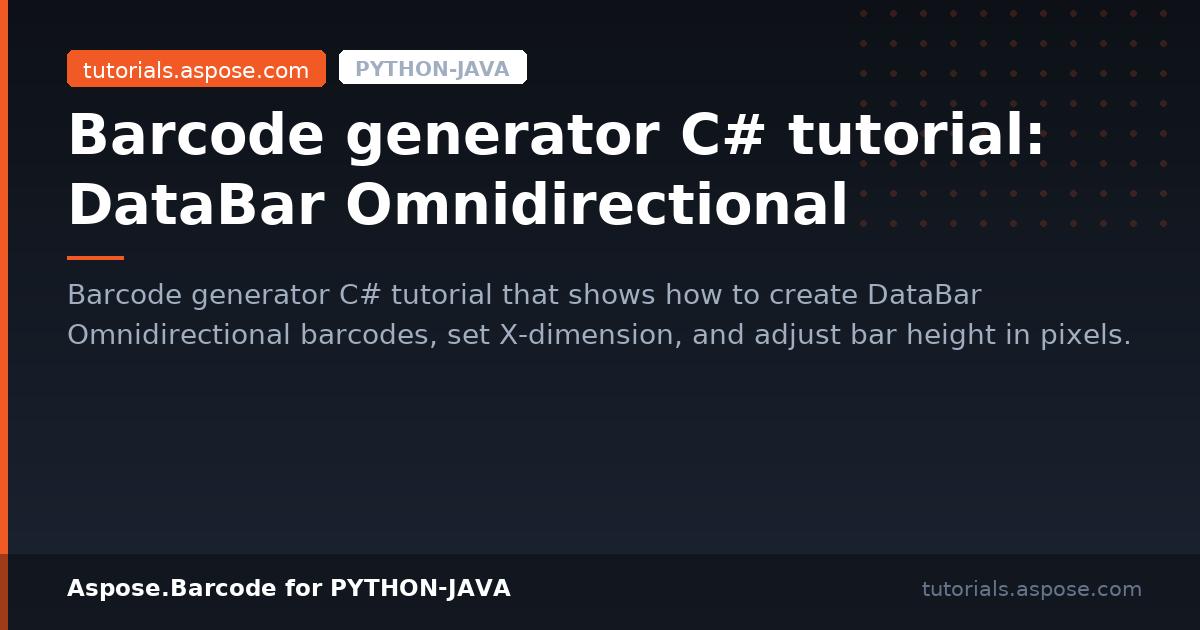 tutorials.aspose.com
PYTHON-JAVA
Barcode generator C# tutorial:
DataBar Omnidirectional
Barcode generator C# tutorial that shows how to create DataBar
Omnidirectional barcodes, set X-dimension, and adjust bar height in pixels.
Aspose.Barcode for PYTHON-JAVA
tutorials.aspose.com